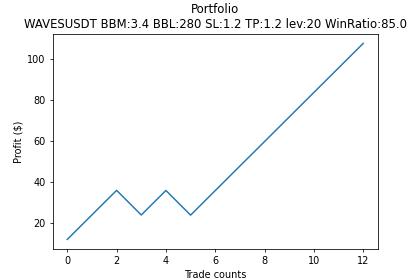 Portfolio
WAVESUSDT BBM:3.4 BBL:280 SL:1.2 TP:1.2 lev:20 WinRatio:85.0
100
80
60
40
20
Profit ($)
0 2 4 6 8 10 12
Trade counts